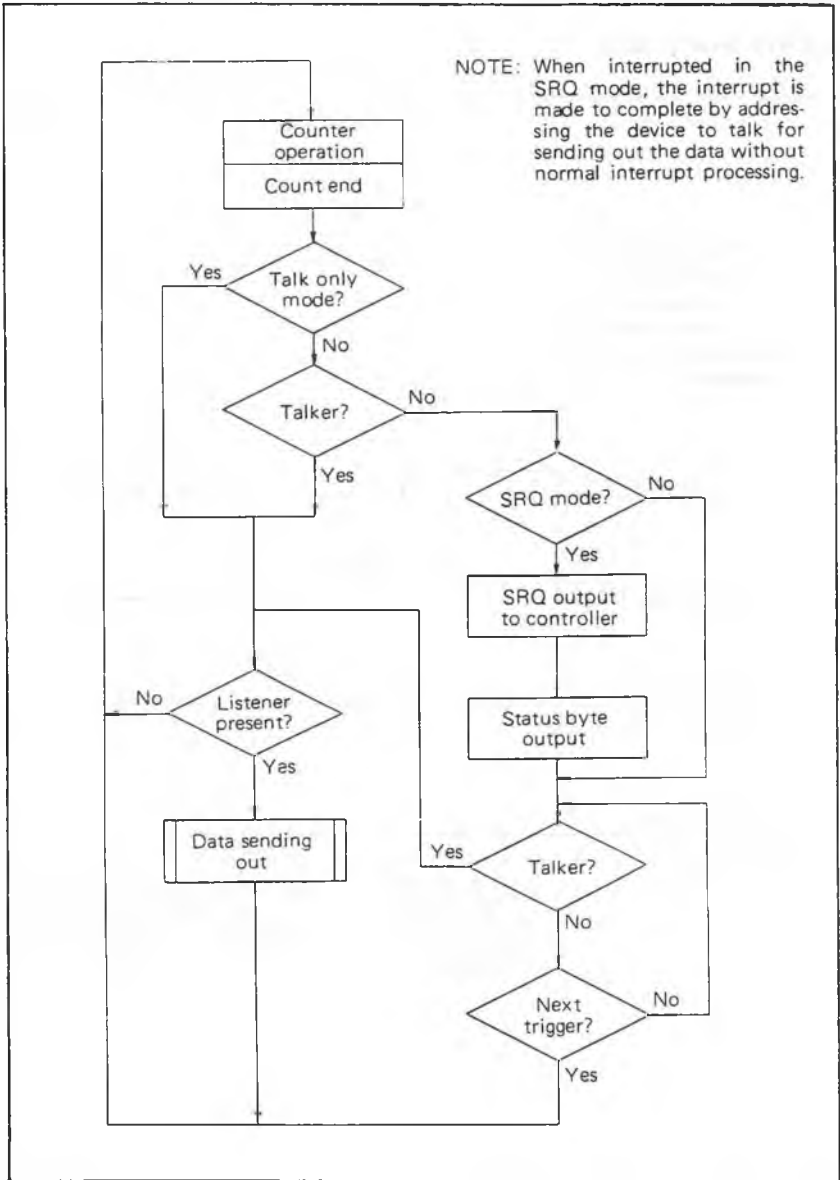 NOTE: When interrupted in the
SRQ mode, the interrupt is
made to complete by addres-
sing the device to talk for
sending out the data without
normal interrupt processing.
Counter
operation
Count end
Yes
Talk only
mode?
No
Talker?
No
Yes
SRQ mode?
No
Yes
SRQ output
to controller
No
Listener
present?
Yes
Status byte
output
Data sending
out
Yes
Talker?
No
Next
trigger?
No
Yes